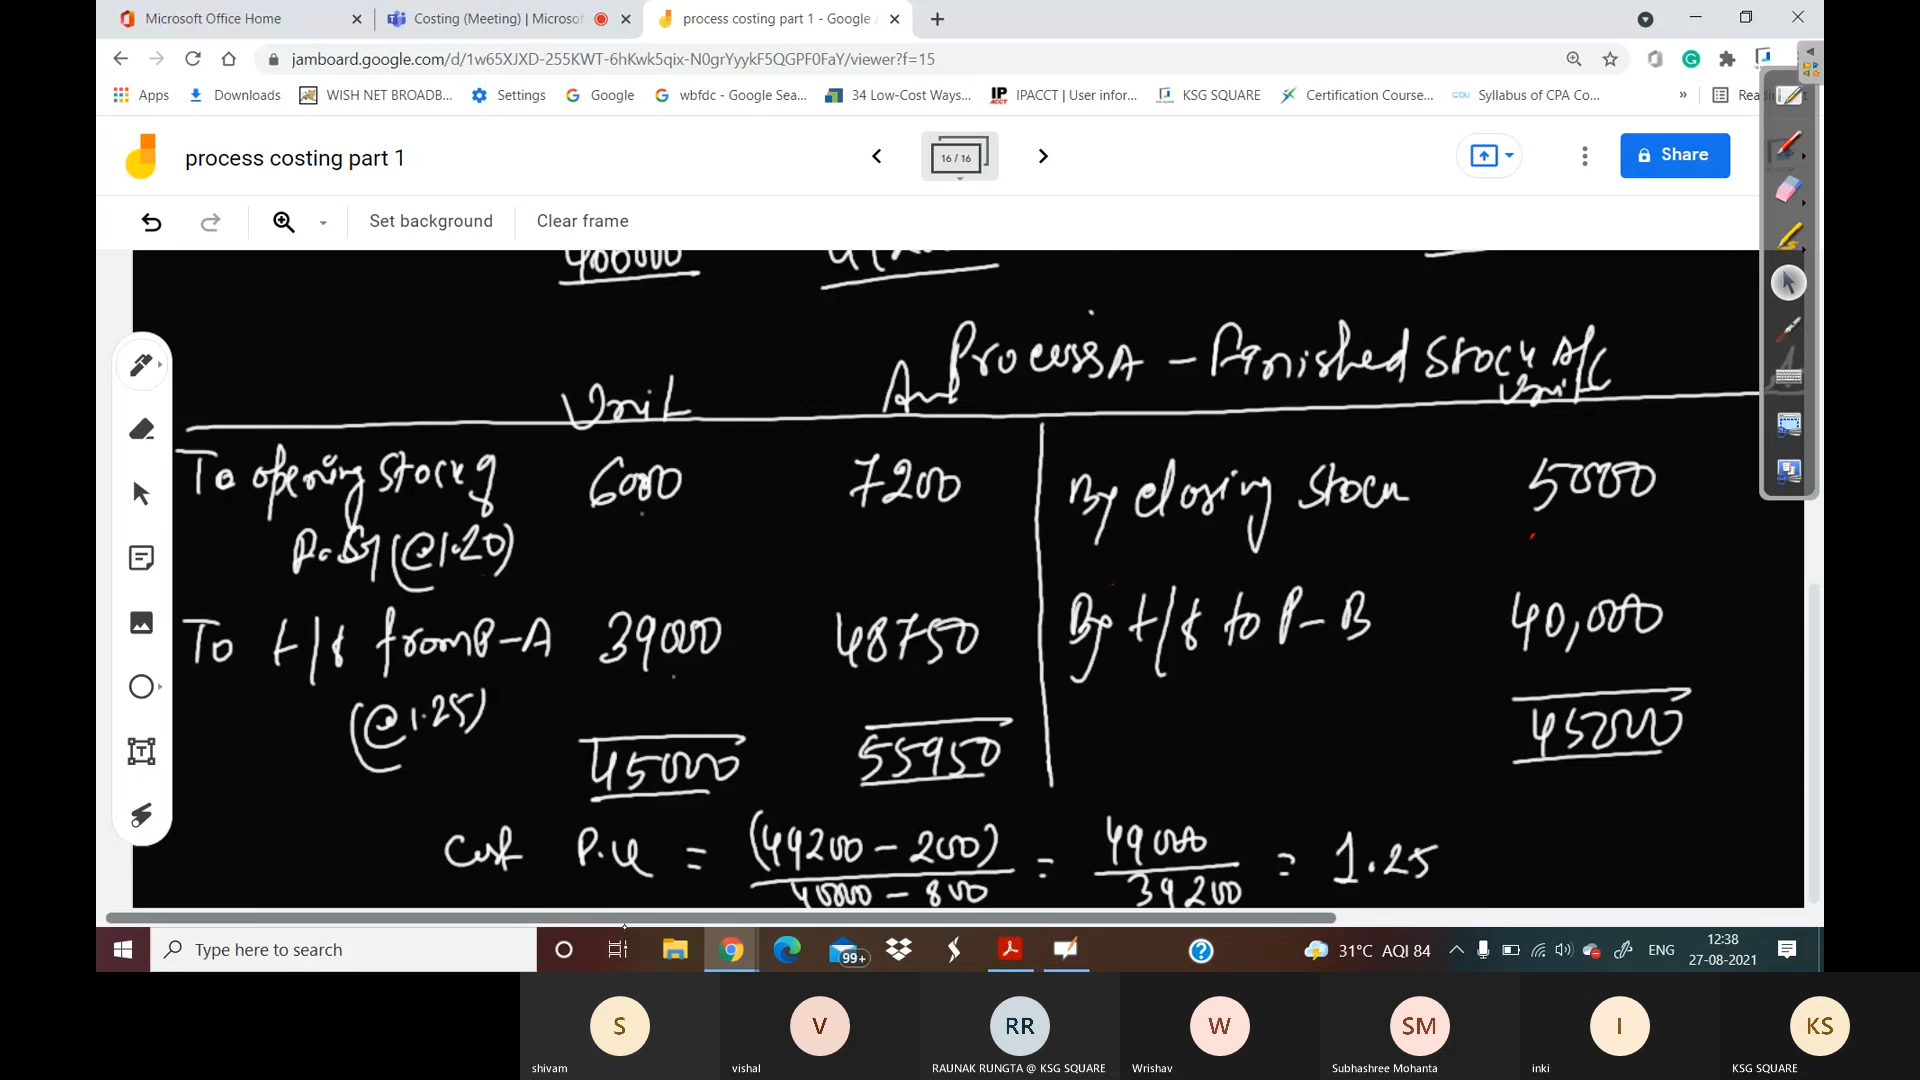 Microsoft Office Home
Costing (Meeting) | Microsof
process costing part 1 - Google
jamboard.google.com/d/1w65XJXD-255KWT-6hKwk5qix-N0grYyykF5QGPF0FaY/viewer?f=15
Apps Downloads WISH NET BROADB... Settings Google wbfdc - Google Sea... 34 Low-Cost Ways... IPACCT | User infor... KSG SQUARE Certification Course... Syllabus of CPA Co... » Read
process costing part 1
16 / 16
Share
Set background Clear frame
400000
Process A - Finished Stock A/c
Unit Amt Unit
To opening stock of 6000 7200 By closing stock 5000
(@1.20)
To t/f from P-A 39000 48750 By t/f to P-B 40,000
(@1.25)
45000 55950 45000
Cost P.U = (49200 - 200) = 49000 = 1.25
40000 - 800 39200
Type here to search
99+
31°C AQI 84
ENG
12:38
27-08-2021
S V RR W SM I KS
shivam vishal RAUNAK RUNGTA @ KSG SQUARE Wrishav Subhashree Mohanta inki KSG SQUARE